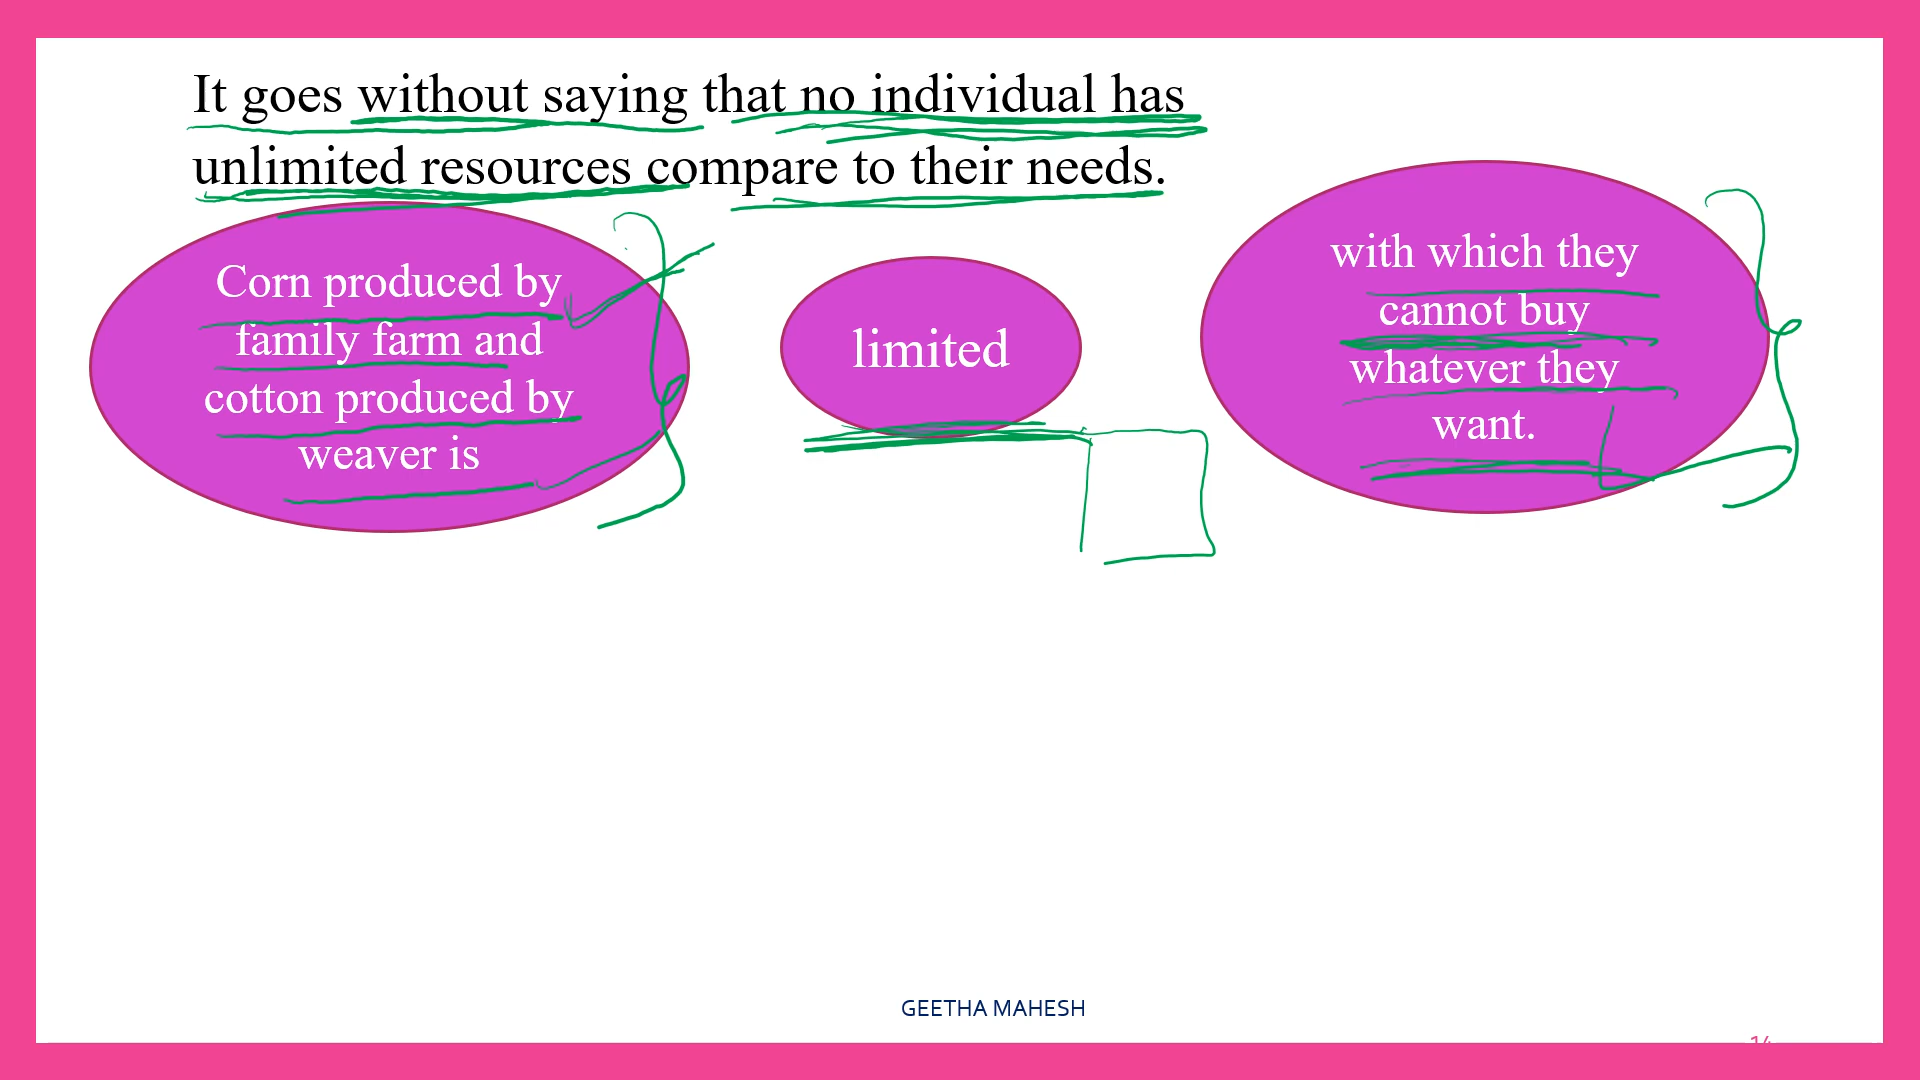 It goes without saying that no individual has
unlimited resources compare to their needs.
Corn produced by
family farm and
cotton produced by
weaver is
limited
with which they
cannot buy
whatever they
want.
GEETHA MAHESH
14